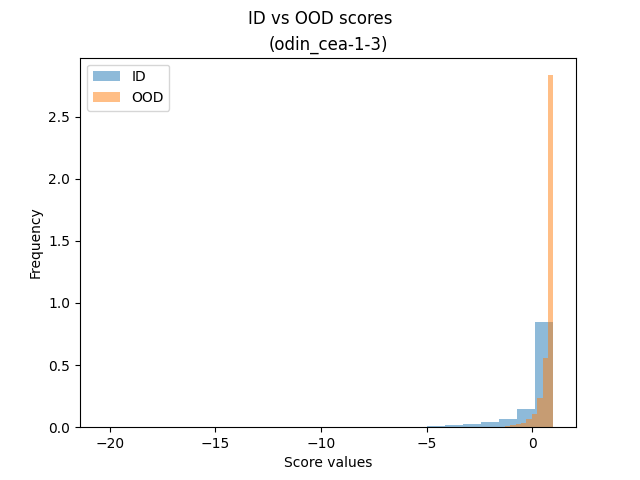 ID vs OOD scores
(odin_cea-1-3)
ID
OOD
2.5
2.0
1.5
1.0
0.5
0.0
Frequency
−20
−15
−10
−5
0
Score values